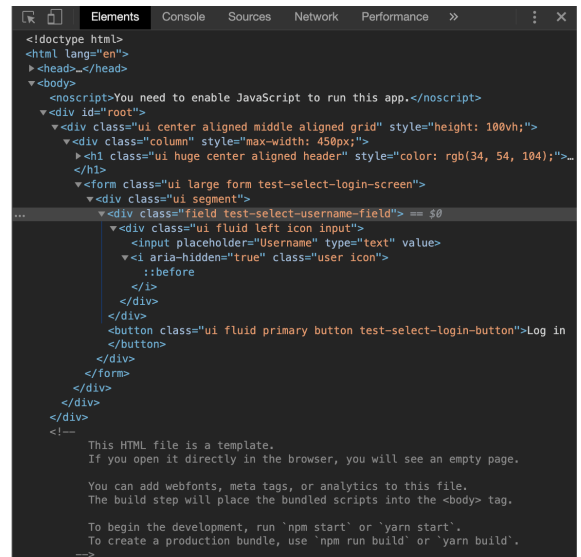 Elements Console Sources Network Performance »
<!doctype html>
<html lang="en">
<head>…</head>
<body>
<noscript>You need to enable JavaScript to run this app.</noscript>
<div id="root">
<div class="ui center aligned middle aligned grid" style="height: 100vh;">
<div class="column" style="max-width: 450px;">
<h1 class="ui huge center aligned header" style="color: rgb(34, 54, 104);">…
</h1>
<form class="ui large form test-select-login-screen">
<div class="ui segment">
… <div class="field test-select-username-field"> == $0
<div class="ui fluid left icon input">
<input placeholder="Username" type="text" value>
<i aria-hidden="true" class="user icon">
::before
</i>
</div>
</div>
<button class="ui fluid primary button test-select-login-button">Log in
</button>
</div>
</form>
</div>
</div>
</div>
<!--
This HTML file is a template.
If you open it directly in the browser, you will see an empty page.
You can add webfonts, meta tags, or analytics to this file.
The build step will place the bundled scripts into the <body> tag.
To begin the development, run `npm start` or `yarn start`.
To create a production bundle, use `npm run build` or `yarn build`.
-->